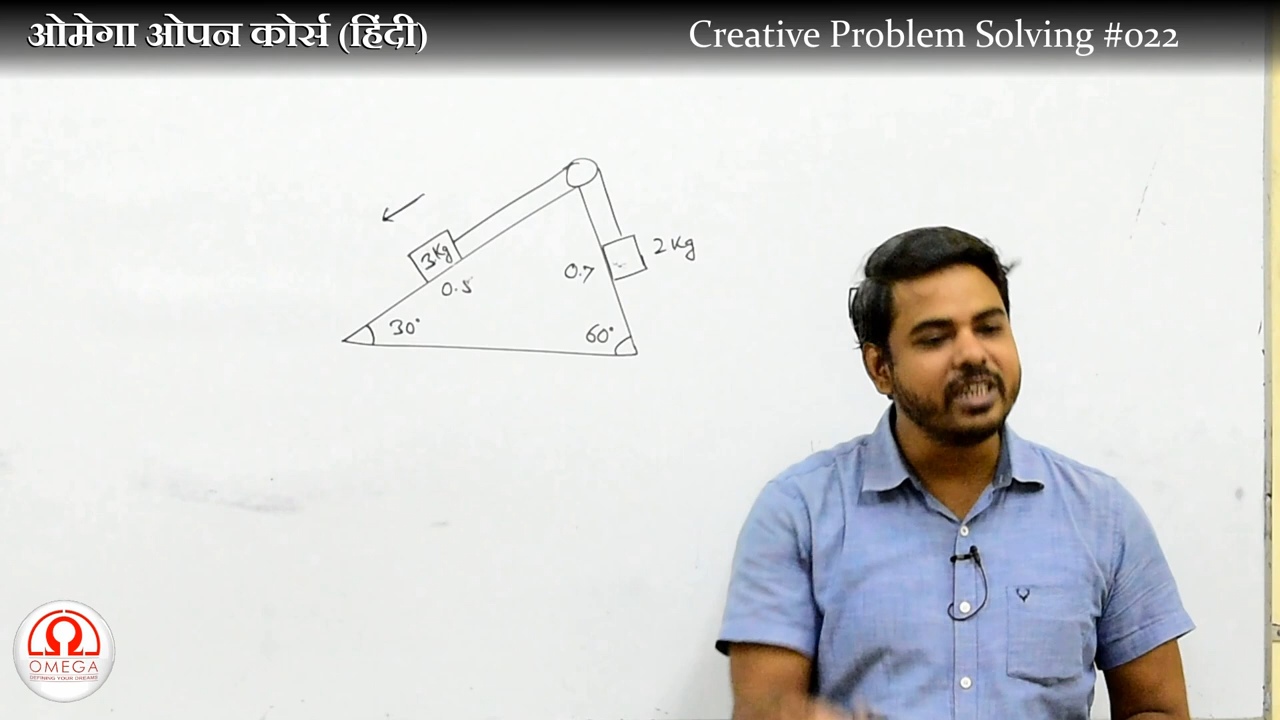 ओमेगा ओपन कोर्स (हिंदी)
Creative Problem Solving #022
3Kg
2 Kg
0.5
0.7
30°
60°
OMEGA
DEFINING YOUR DREAMS